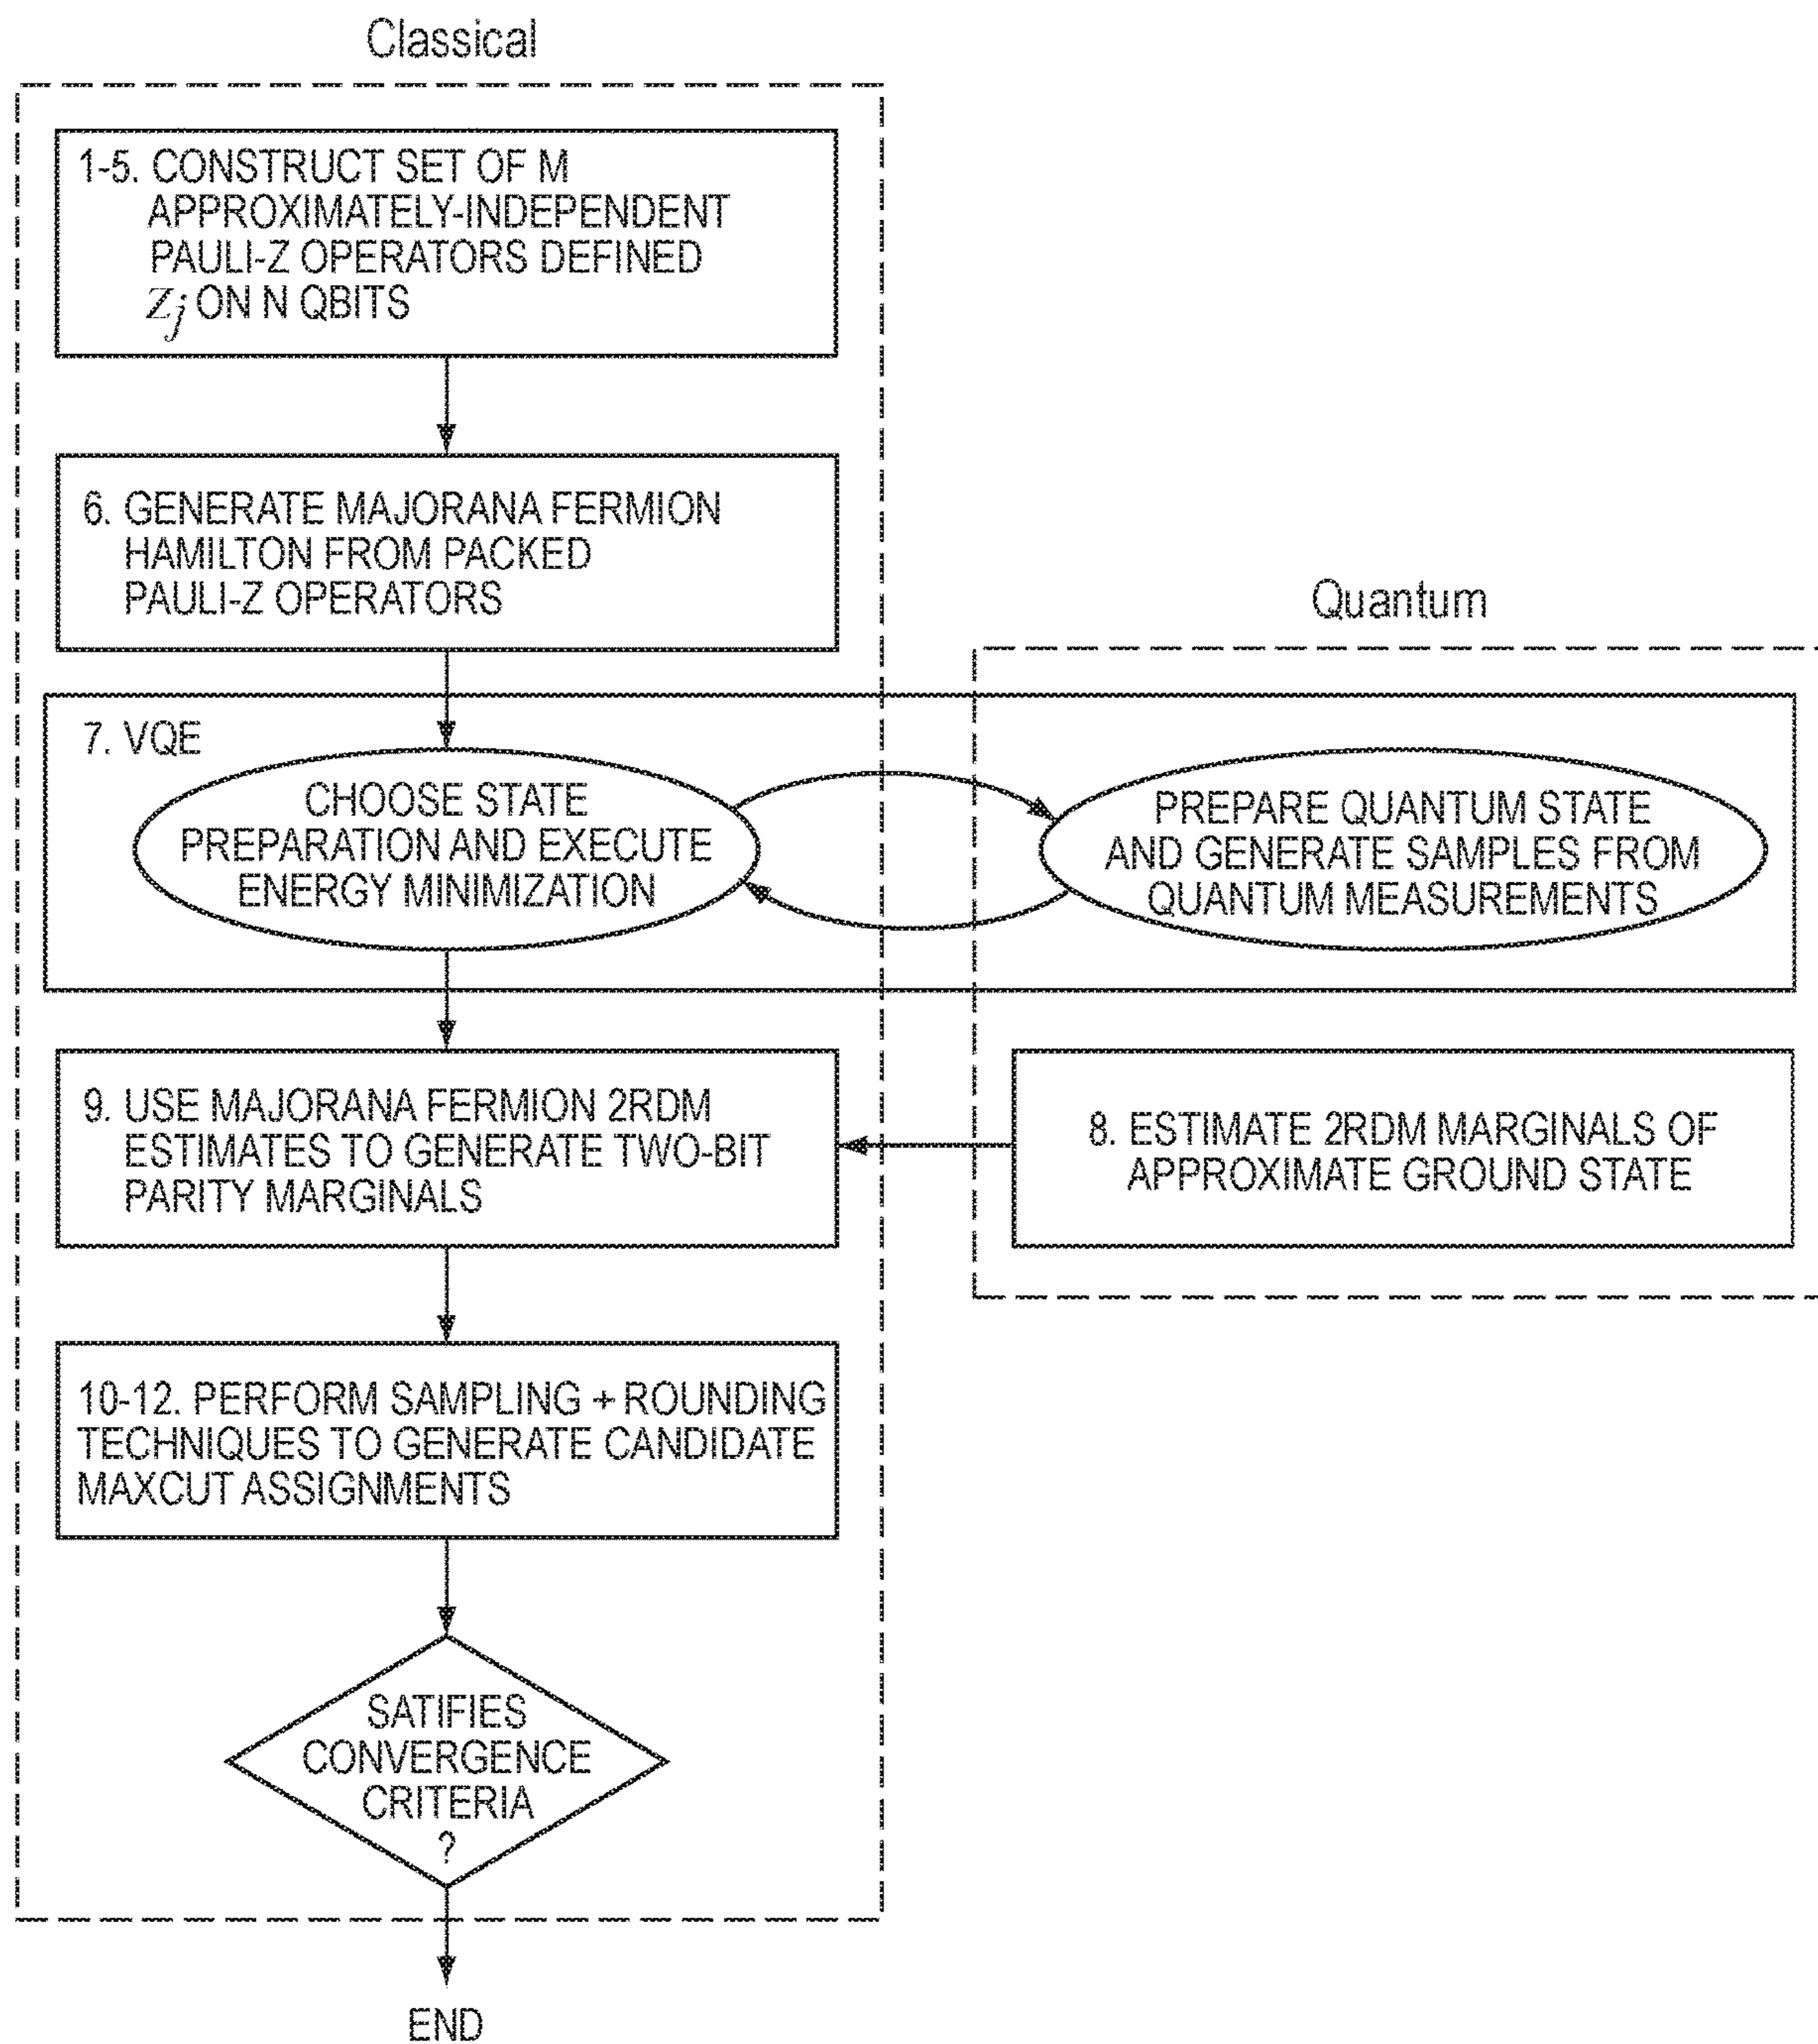 Classical
1-5. CONSTRUCT SET OF M
APPROXIMATELY-INDEPENDENT
PAULI-Z OPERATORS DEFINED
Zj ON N QBITS
6. GENERATE MAJORANA FERMION
HAMILTON FROM PACKED
PAULI-Z OPERATORS
Quantum
7. VQE
CHOOSE STATE
PREPARATION AND EXECUTE
ENERGY MINIMIZATION
PREPARE QUANTUM STATE
AND GENERATE SAMPLES FROM
QUANTUM MEASUREMENTS
9. USE MAJORANA FERMION 2RDM
ESTIMATES TO GENERATE TWO-BIT
PARITY MARGINALS
8. ESTIMATE 2RDM MARGINALS OF
APPROXIMATE GROUND STATE
10-12. PERFORM SAMPLING + ROUNDING
TECHNIQUES TO GENERATE CANDIDATE
MAXCUT ASSIGNMENTS
SATIFIES
CONVERGENCE
CRITERIA
?
END